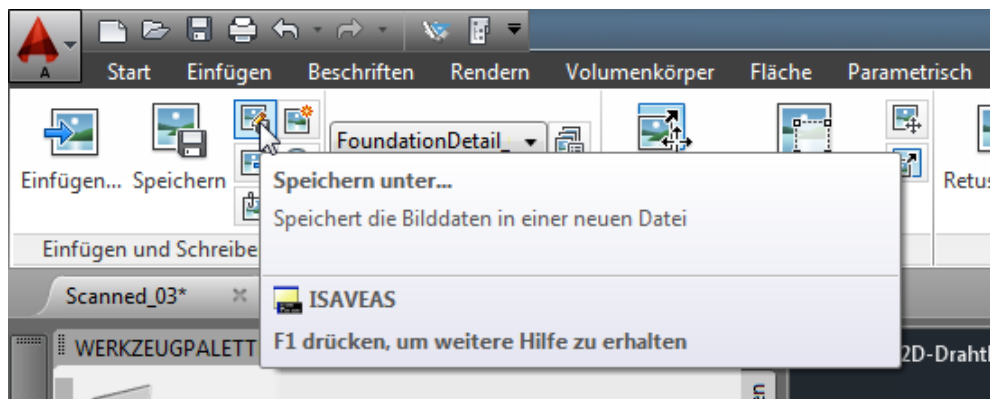 A
Start Einfügen Beschriften Rendern Volumenkörper Fläche Parametrisch
FoundationDetail_
Einfügen... Speichern
Speichern unter...
Speichert die Bilddaten in einer neuen Datei
Einfügen und Schreibe
Scanned_03*
ISAVEAS
WERKZEUGPALETT
F1 drücken, um weitere Hilfe zu erhalten
Retus
2D-Draht
en